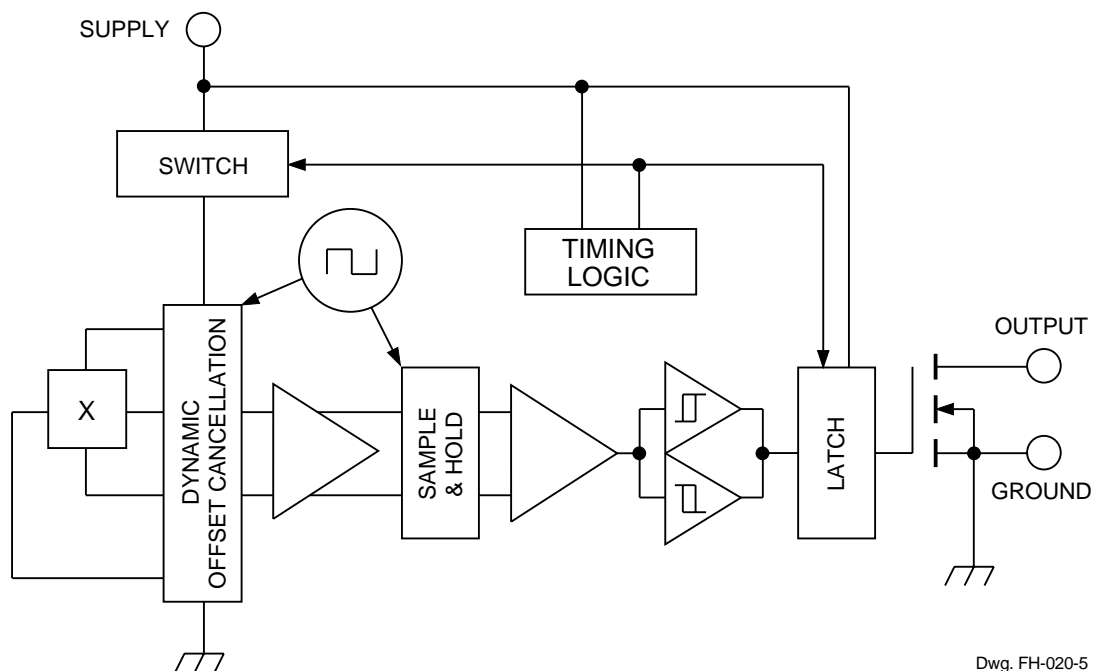 SUPPLY
SWITCH
TIMING
LOGIC
OUTPUT
X
DYNAMIC
OFFSET CANCELLATION
SAMPLE
& HOLD
LATCH
GROUND
Dwg. FH-020-5